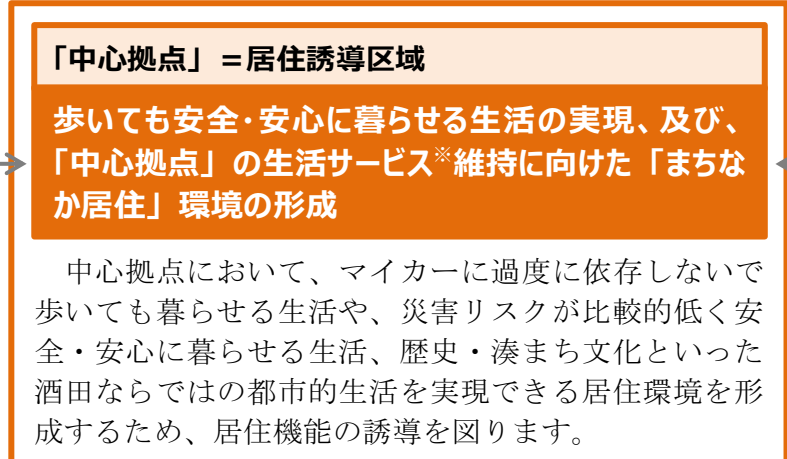 「中心拠点」=居住誘導区域
歩いても安全・安心に暮らせる生活の実現、及び、
「中心拠点」の生活サービス※維持に向けた「まちな
か居住」環境の形成
　中心拠点において、マイカーに過度に依存しないで
歩いても暮らせる生活や、災害リスクが比較的低く安
全・安心に暮らせる生活、歴史・湊まち文化といった
酒田ならではの都市的生活を実現できる居住環境を形
成するため、居住機能の誘導を図ります。